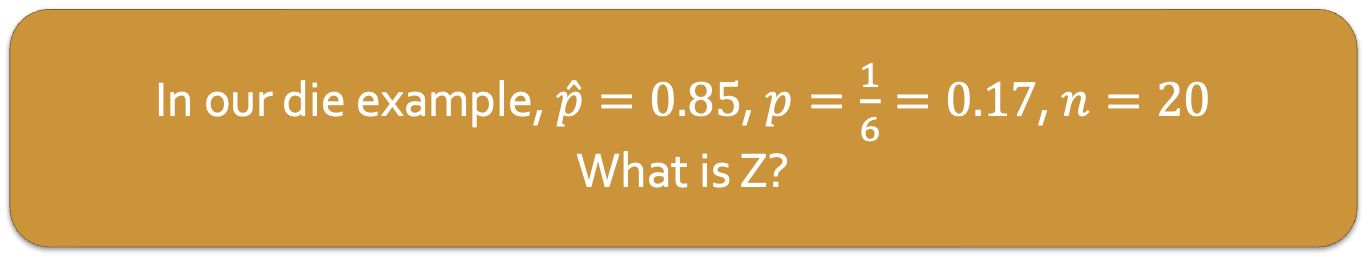 In our die example, p̂ = 0.85, p = 1/6 = 0.17, n = 20
What is Z?